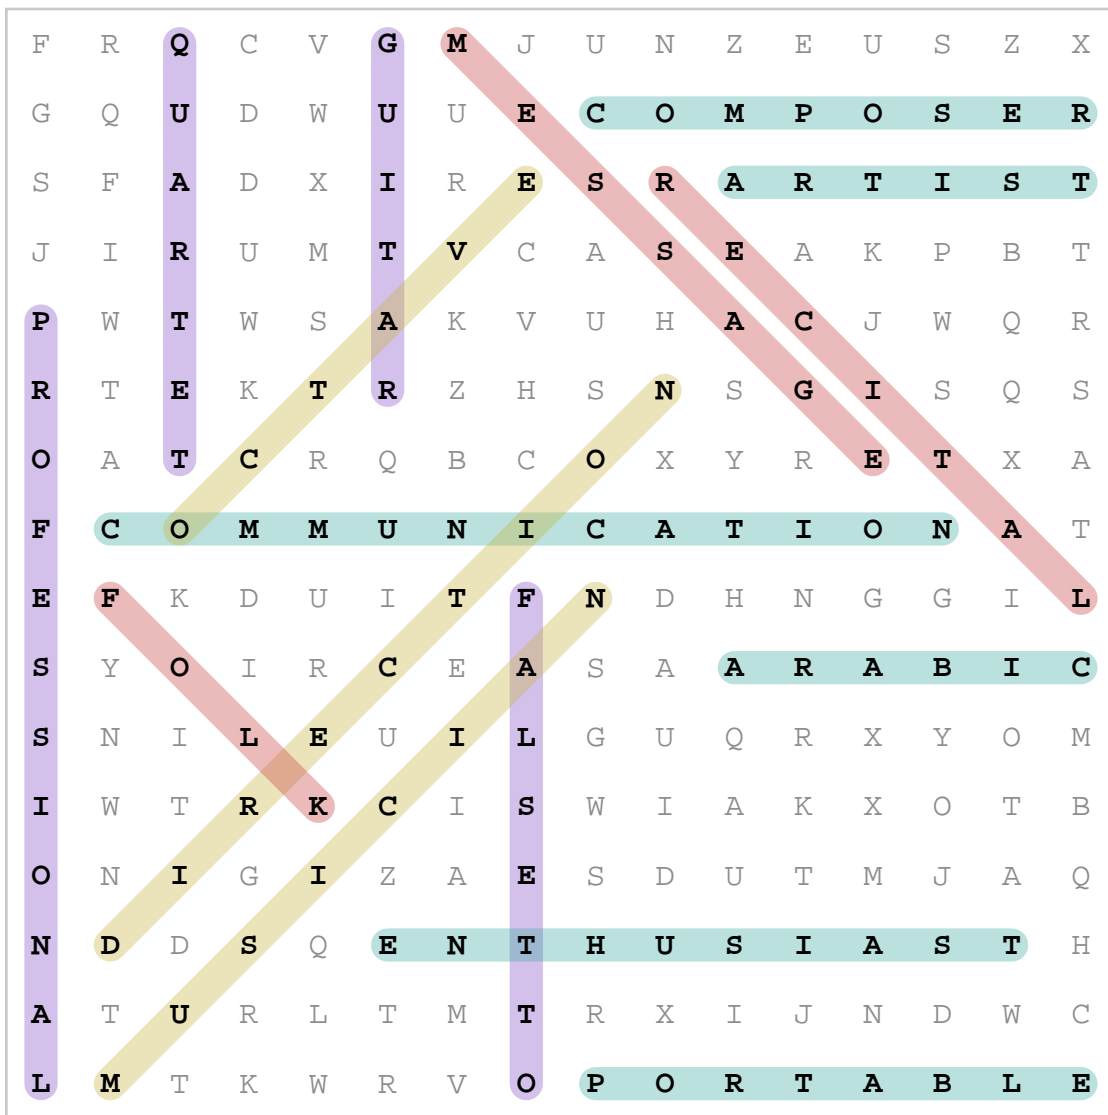 F R Q C V G M J U N Z E U S Z X
G Q U D W U U E C O M P O S E R
S F A D X I R E S R A R T I S T
J I R U M T V C A S E A K P B T
P W T W S A K V U H A C J W Q R
R T E K T R Z H S N S G I S Q S
O A T C R Q B C O X Y R E T X A
F C O M M U N I C A T I O N A T
E F K D U I T F N D H N G G I L
S Y O I R C E A S A A R A B I C
S N I L E U I L G U Q R X Y O M
I W T R K C I S W I A K X O T B
O N I G I Z A E S D U T M J A Q
N D D S Q E N T H U S I A S T H
A T U R L T M T R X I J N D W C
L M T K W R V O P O R T A B L E